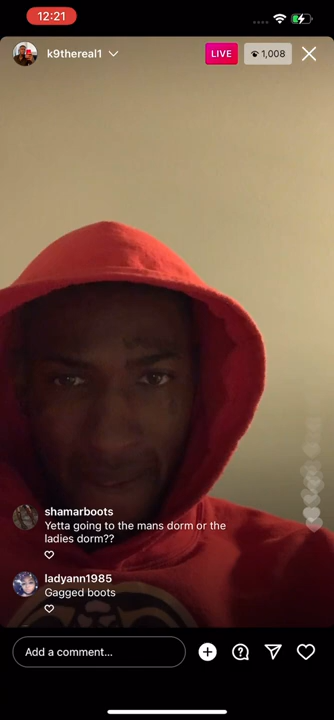 12:21
k9thereal1
LIVE
1,008
shamarboots
Yetta going to the mans dorm or the
ladies dorm??
ladyann1985
Gagged boots
Add a comment...